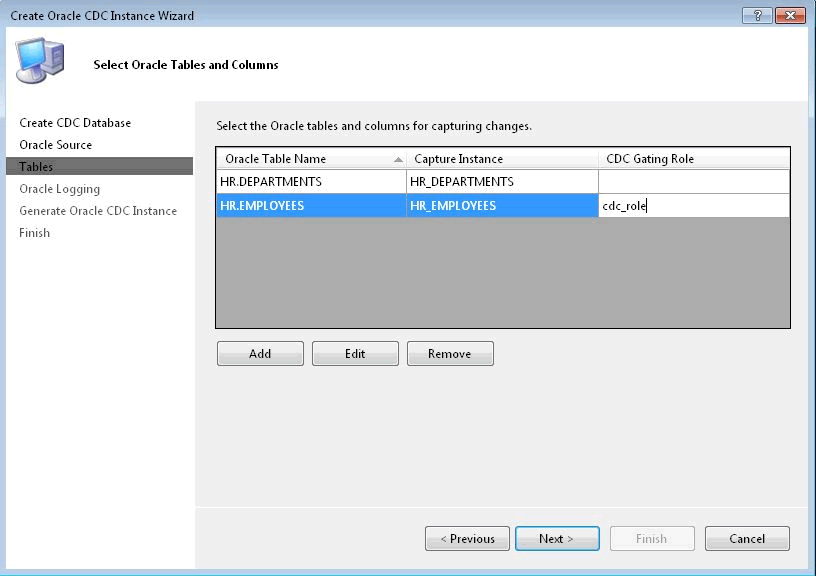 Create Oracle CDC Instance Wizard
?
Select Oracle Tables and Columns
Create CDC Database
Oracle Source
Tables
Oracle Logging
Generate Oracle CDC Instance
Finish
Select the Oracle tables and columns for capturing changes.
Oracle Table Name Capture Instance CDC Gating Role
HR.DEPARTMENTS HR_DEPARTMENTS
HR.EMPLOYEES HR_EMPLOYEES cdc_role
Add Edit Remove
< Previous Next > Finish Cancel